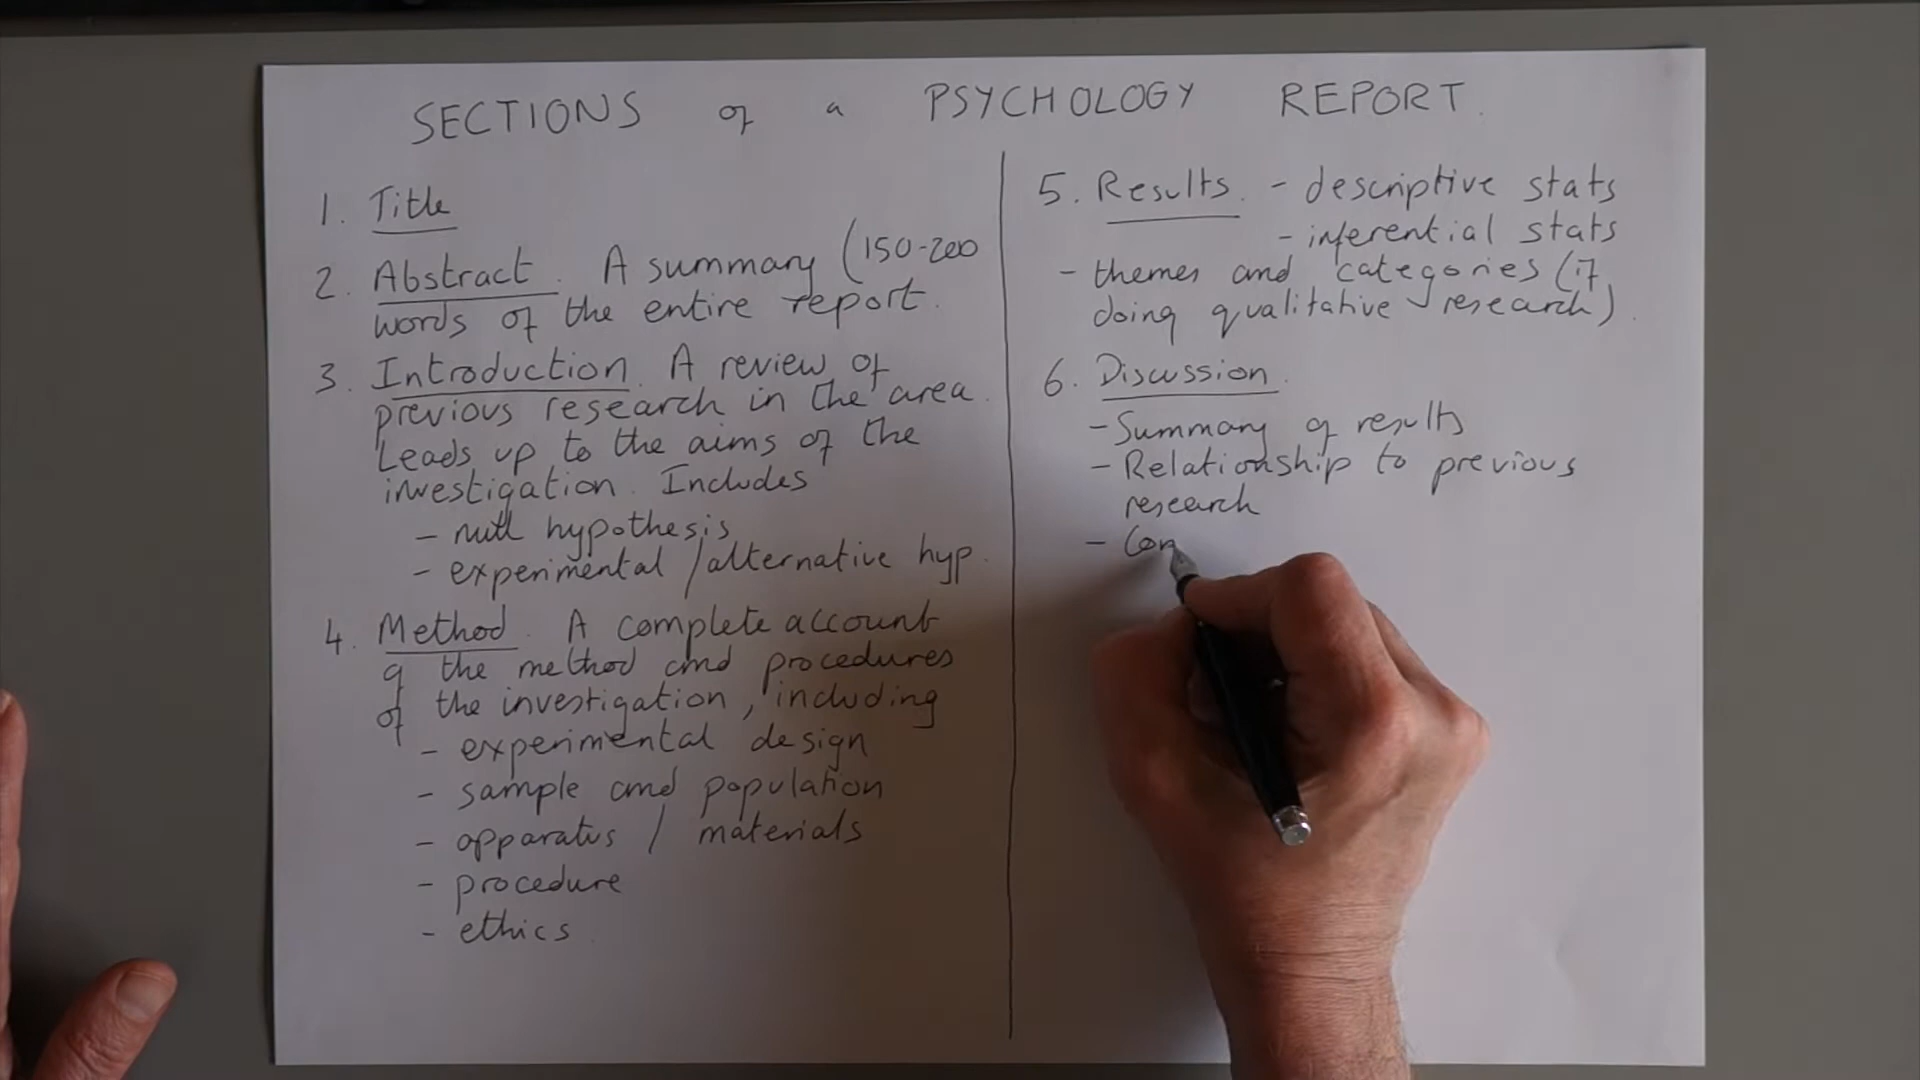 SECTIONS of a PSYCHOLOGY REPORT.
1. Title
2. Abstract. A summary (150-200
words of the entire report.
3. Introduction. A review of
previous research in the area.
Leads up to the aims of the
investigation. Includes
- null hypothesis
- experimental / alternative hyp.
4. Method. A complete account
of the method and procedures
of the investigation, including
- experimental design
- sample and population
- apparatus / materials
- procedure
- ethics.
5. Results. - descriptive stats
- inferential stats
- themes and categories (if
doing qualitative research).
6. Discussion.
- Summary of results
- Relationship to previous
research
- Con